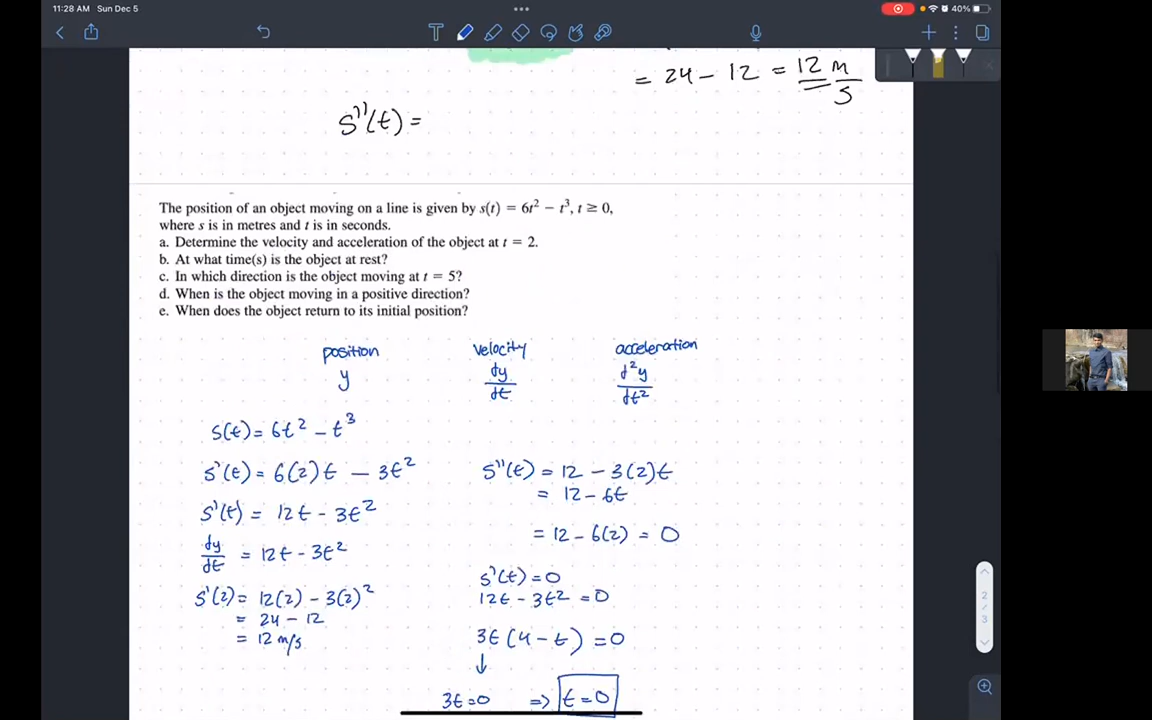 11:28 AM Sun Dec 5
40%
= 24 - 12 = 12 m/s
s''(t) =
The position of an object moving on a line is given by s(t) = 6t² − t³, t ≥ 0,
where s is in metres and t is in seconds.
a. Determine the velocity and acceleration of the object at t = 2.
b. At what time(s) is the object at rest?
c. In which direction is the object moving at t = 5?
d. When is the object moving in a positive direction?
e. When does the object return to its initial position?
position velocity acceleration
y dy/dt d²y/dt²
s(t) = 6t² - t³
s'(t) = 6(2)t - 3t²
s'(t) = 12t - 3t²
dy/dt = 12t - 3t²
s'(2) = 12(2) - 3(2)²
= 24 - 12
= 12 m/s
s''(t) = 12 - 3(2)t
= 12 - 6t
= 12 - 6(2) = 0
s'(t) = 0
12t - 3t² = 0
3t(4 - t) = 0
↓
3t = 0 => t = 0
2/3